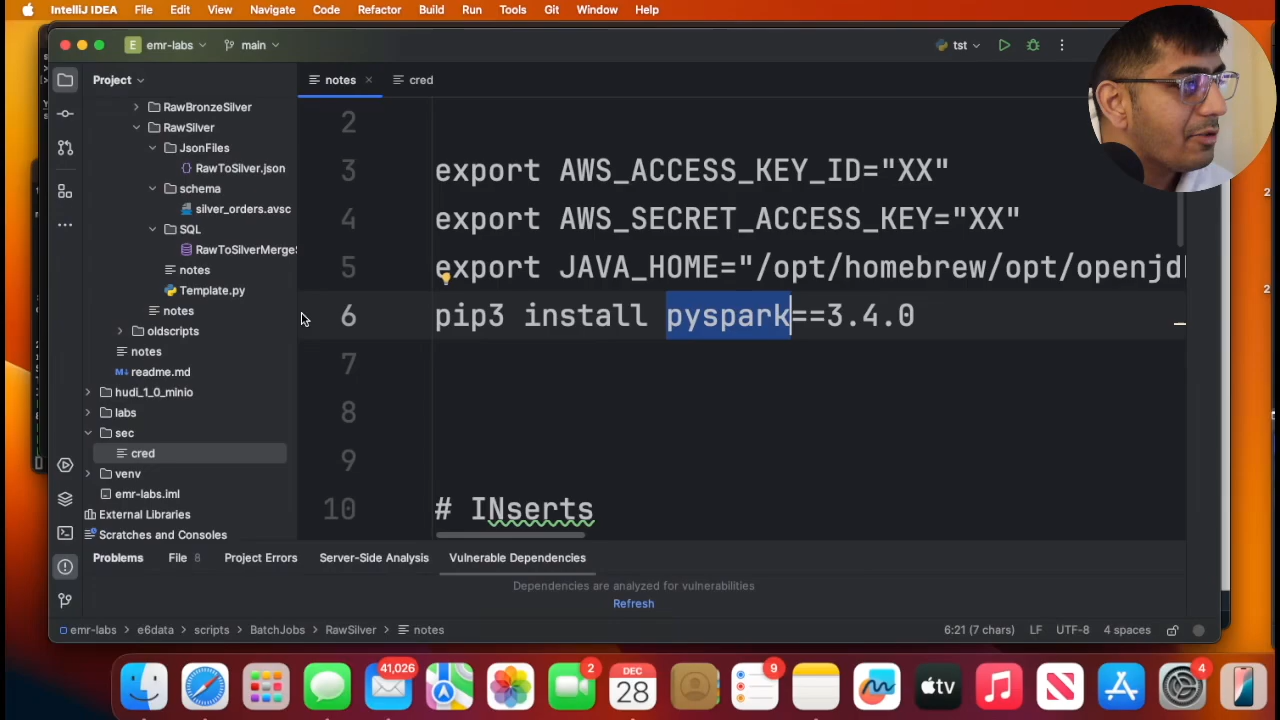 IntelliJ IDEA File Edit View Navigate Code Refactor Build Run Tools Git Window Help
E emr-labs main tst
Project notes cred
RawBronzeSilver
RawSilver
JsonFiles
RawToSilver.json
schema
silver_orders.avsc
SQL
RawToSilverMerge
notes
Template.py
notes
oldscripts
notes
readme.md
hudi_1_0_minio
labs
sec
cred
venv
emr-labs.iml
External Libraries
Scratches and Consoles
2
3 export AWS_ACCESS_KEY_ID="XX"
4 export AWS_SECRET_ACCESS_KEY="XX"
5 export JAVA_HOME="/opt/homebrew/opt/openjd
6 pip3 install pyspark==3.4.0
7
8
9
10 # INserts
Problems File 8 Project Errors Server-Side Analysis Vulnerable Dependencies
Dependencies are analyzed for vulnerabilities
Refresh
emr-labs e6data scripts BatchJobs RawSilver notes 6:21 (7 chars) LF UTF-8 4 spaces
41,026 2 DEC 28 9 tv 4